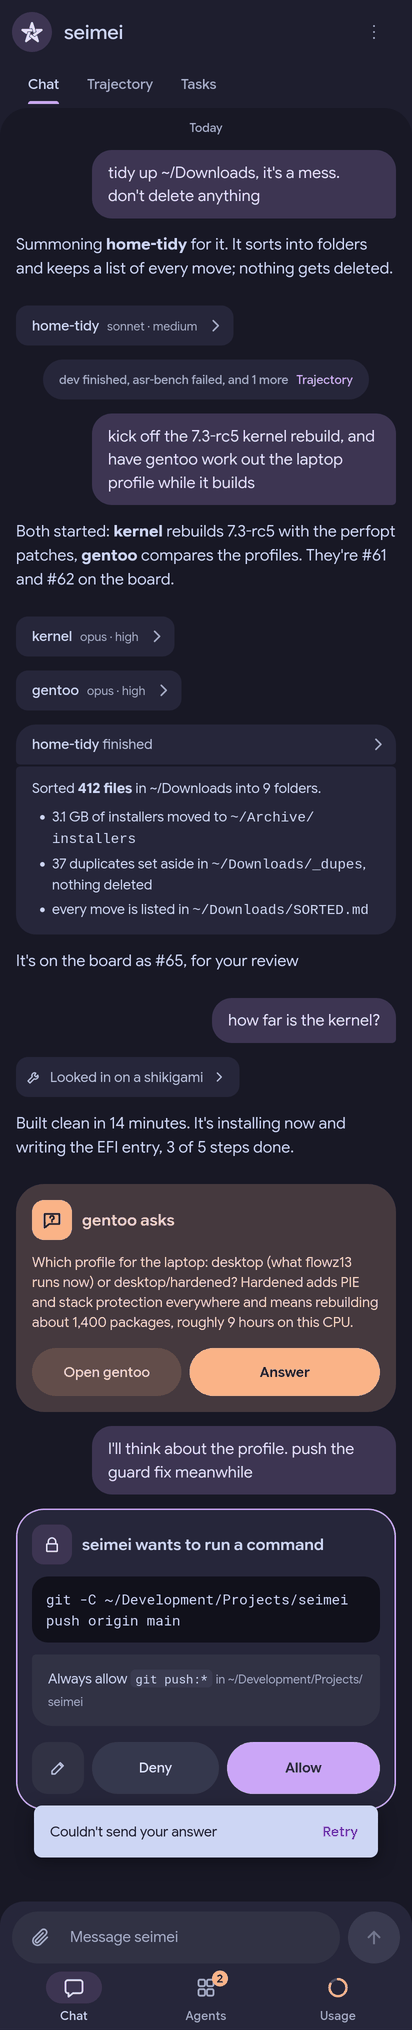 seimei
Chat Trajectory Tasks
Today
tidy up ~/Downloads, it's a mess.
don't delete anything
Summoning home-tidy for it. It sorts into folders
and keeps a list of every move; nothing gets deleted.
home-tidy sonnet · medium
dev finished, asr-bench failed, and 1 more Trajectory
kick off the 7.3-rc5 kernel rebuild, and
have gentoo work out the laptop
profile while it builds
Both started: kernel rebuilds 7.3-rc5 with the perfopt
patches, gentoo compares the profiles. They're #61
and #62 on the board.
kernel opus · high
gentoo opus · high
home-tidy finished
Sorted 412 files in ~/Downloads into 9 folders.
• 3.1 GB of installers moved to ~/Archive/
installers
• 37 duplicates set aside in ~/Downloads/_dupes,
nothing deleted
• every move is listed in ~/Downloads/SORTED.md
It's on the board as #65, for your review
how far is the kernel?
Looked in on a shikigami
Built clean in 14 minutes. It's installing now and
writing the EFI entry, 3 of 5 steps done.
gentoo asks
Which profile for the laptop: desktop (what flowz13
runs now) or desktop/hardened? Hardened adds PIE
and stack protection everywhere and means rebuilding
about 1,400 packages, roughly 9 hours on this CPU.
Open gentoo Answer
I'll think about the profile. push the
guard fix meanwhile
seimei wants to run a command
git -C ~/Development/Projects/seimei
push origin main
Always allow git push:* in ~/Development/Projects/
seimei
Deny Allow
Couldn't send your answer Retry
Message seimei
2
Chat Agents Usage